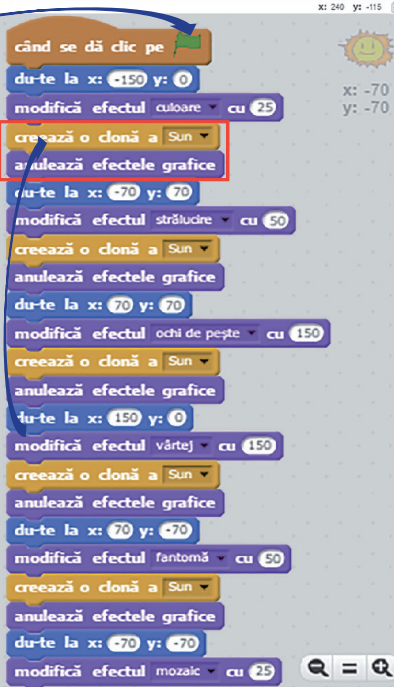 x: 240 y: -115
când se dă clic pe
x: -70
y: -70
du-te la x: -150 y: 0
modifică efectul culoare cu 25
creează o clonă a Sun
anulează efectele grafice
du-te la x: -70 y: 70
modifică efectul strălucire cu 50
creează o clonă a Sun
anulează efectele grafice
du-te la x: 70 y: 70
modifică efectul ochi de pește cu 150
creează o clonă a Sun
anulează efectele grafice
du-te la x: 150 y: 0
modifică efectul vârtej cu 150
creează o clonă a Sun
anulează efectele grafice
du-te la x: 70 y: -70
modifică efectul fantomă cu 50
creează o clonă a Sun
anulează efectele grafice
du-te la x: -70 y: -70
modifică efectul mozaic cu 25